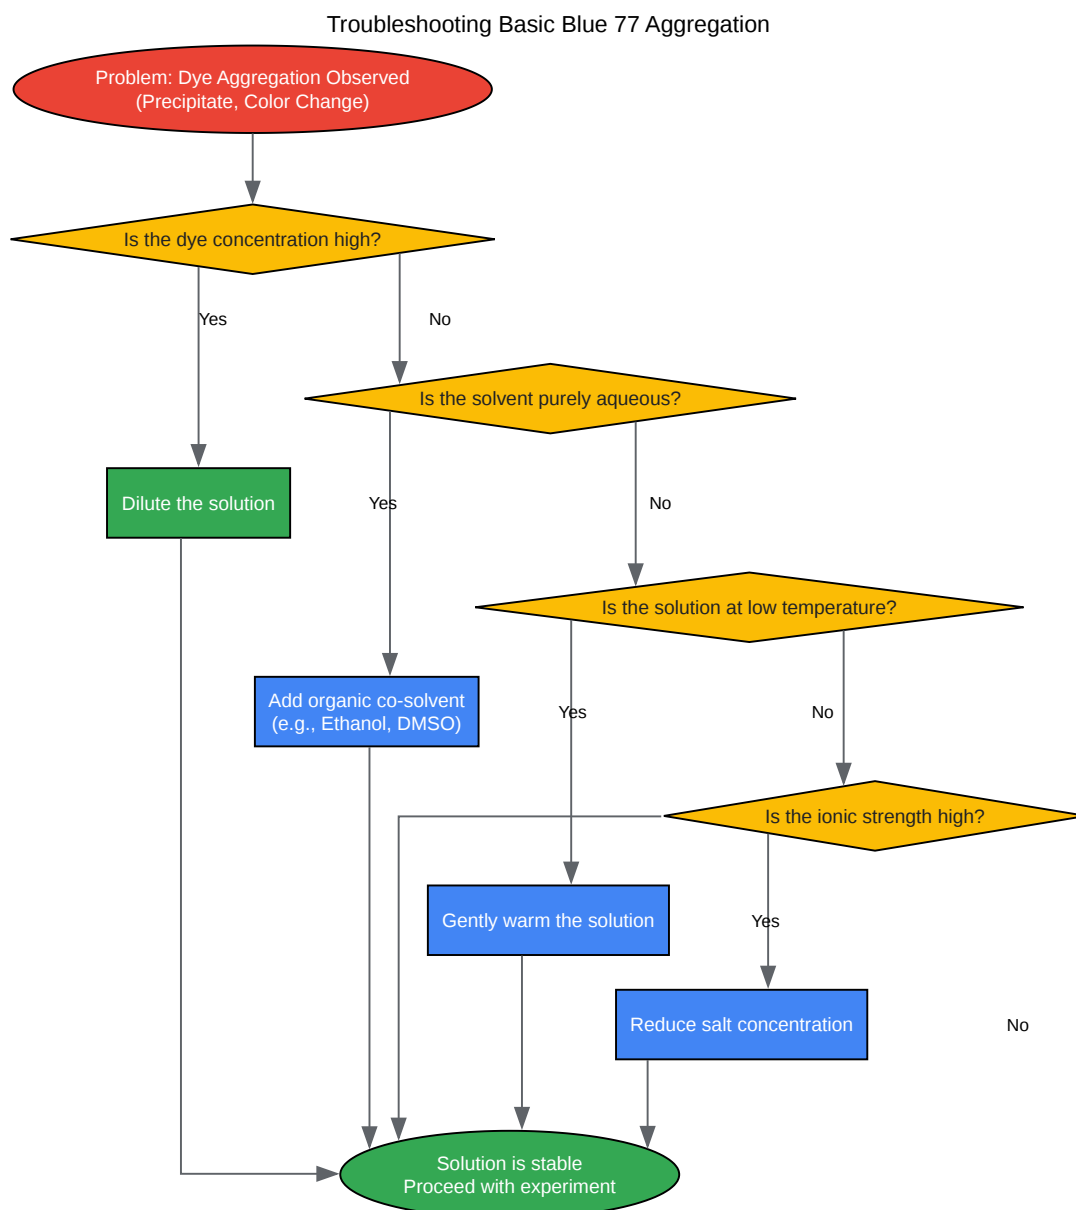 Troubleshooting Basic Blue 77 Aggregation
Problem: Dye Aggregation Observed
(Precipitate, Color Change)
Is the dye concentration high?
Yes
No
Is the solvent purely aqueous?
Dilute the solution
Yes
No
Is the solution at low temperature?
Add organic co-solvent
(e.g., Ethanol, DMSO)
Yes
No
Is the ionic strength high?
Gently warm the solution
Yes
Reduce salt concentration
No
Solution is stable
Proceed with experiment